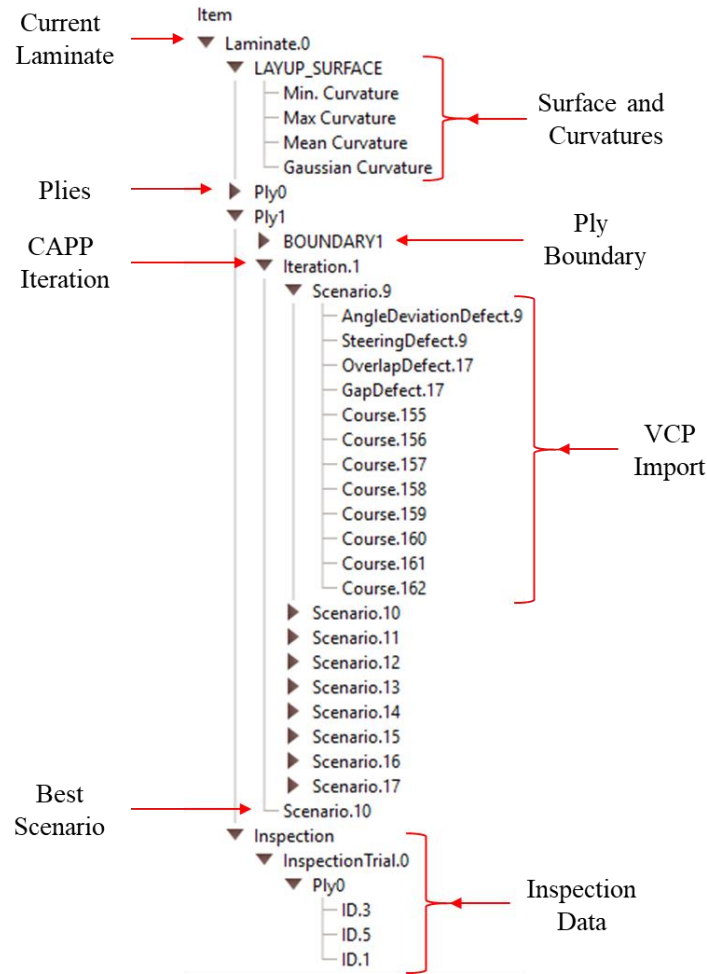 Item
Current
Laminate
Laminate.0
LAYUP_SURFACE
Min. Curvature
Max Curvature
Mean Curvature
Gaussian Curvature
Surface and
Curvatures
Plies
Ply0
Ply1
BOUNDARY1
Ply
Boundary
CAPP
Iteration
Iteration.1
Scenario.9
AngleDeviationDefect.9
SteeringDefect.9
OverlapDefect.17
GapDefect.17
Course.155
Course.156
Course.157
Course.158
Course.159
Course.160
Course.161
Course.162
VCP
Import
Scenario.10
Scenario.11
Scenario.12
Scenario.13
Scenario.14
Scenario.15
Scenario.16
Scenario.17
Best
Scenario
Scenario.10
Inspection
InspectionTrial.0
Ply0
ID.3
ID.5
ID.1
Inspection
Data